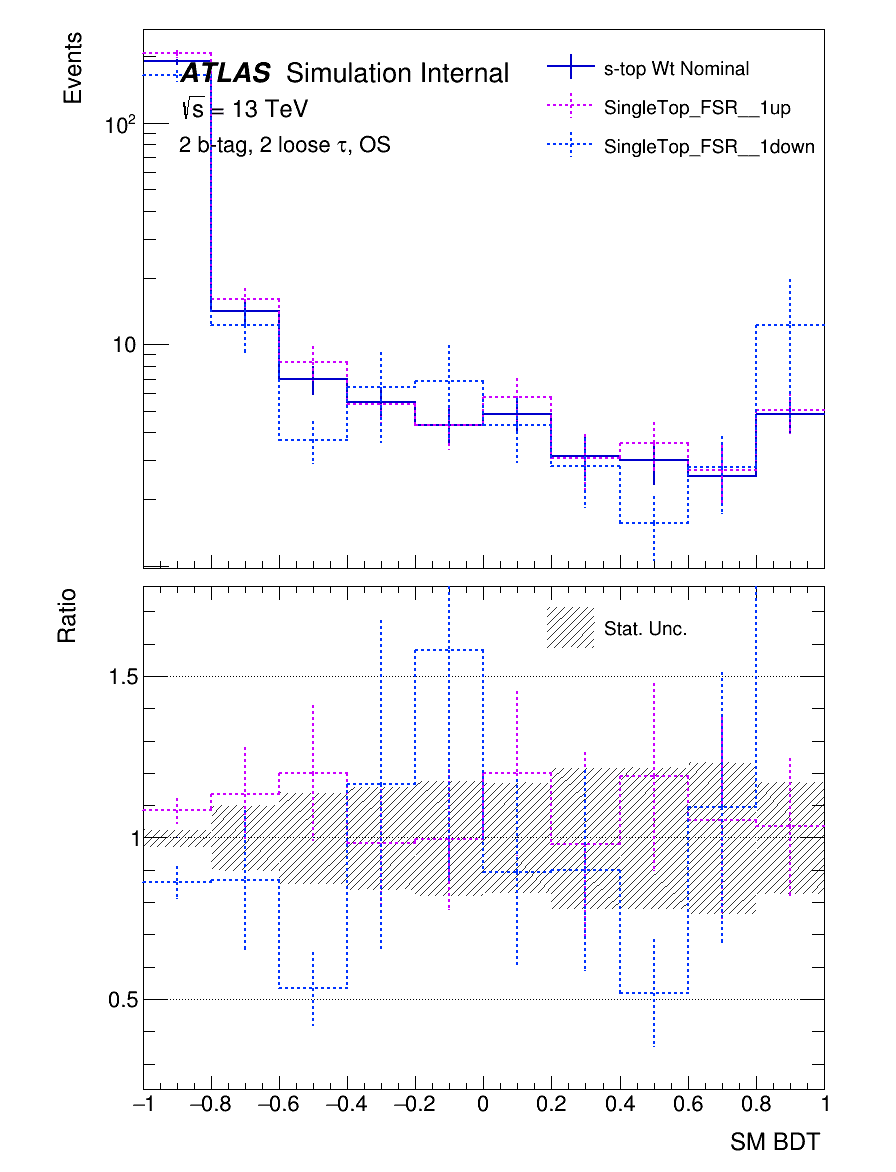 Events
ATLAS Simulation Internal
√s = 13 TeV
2 b-tag, 2 loose τ, OS
s-top Wt Nominal
SingleTop_FSR__1up
SingleTop_FSR__1down
10²
10
Ratio
Stat. Unc.
1.5
1
0.5
−1 −0.8 −0.6 −0.4 −0.2 0 0.2 0.4 0.6 0.8 1
SM BDT